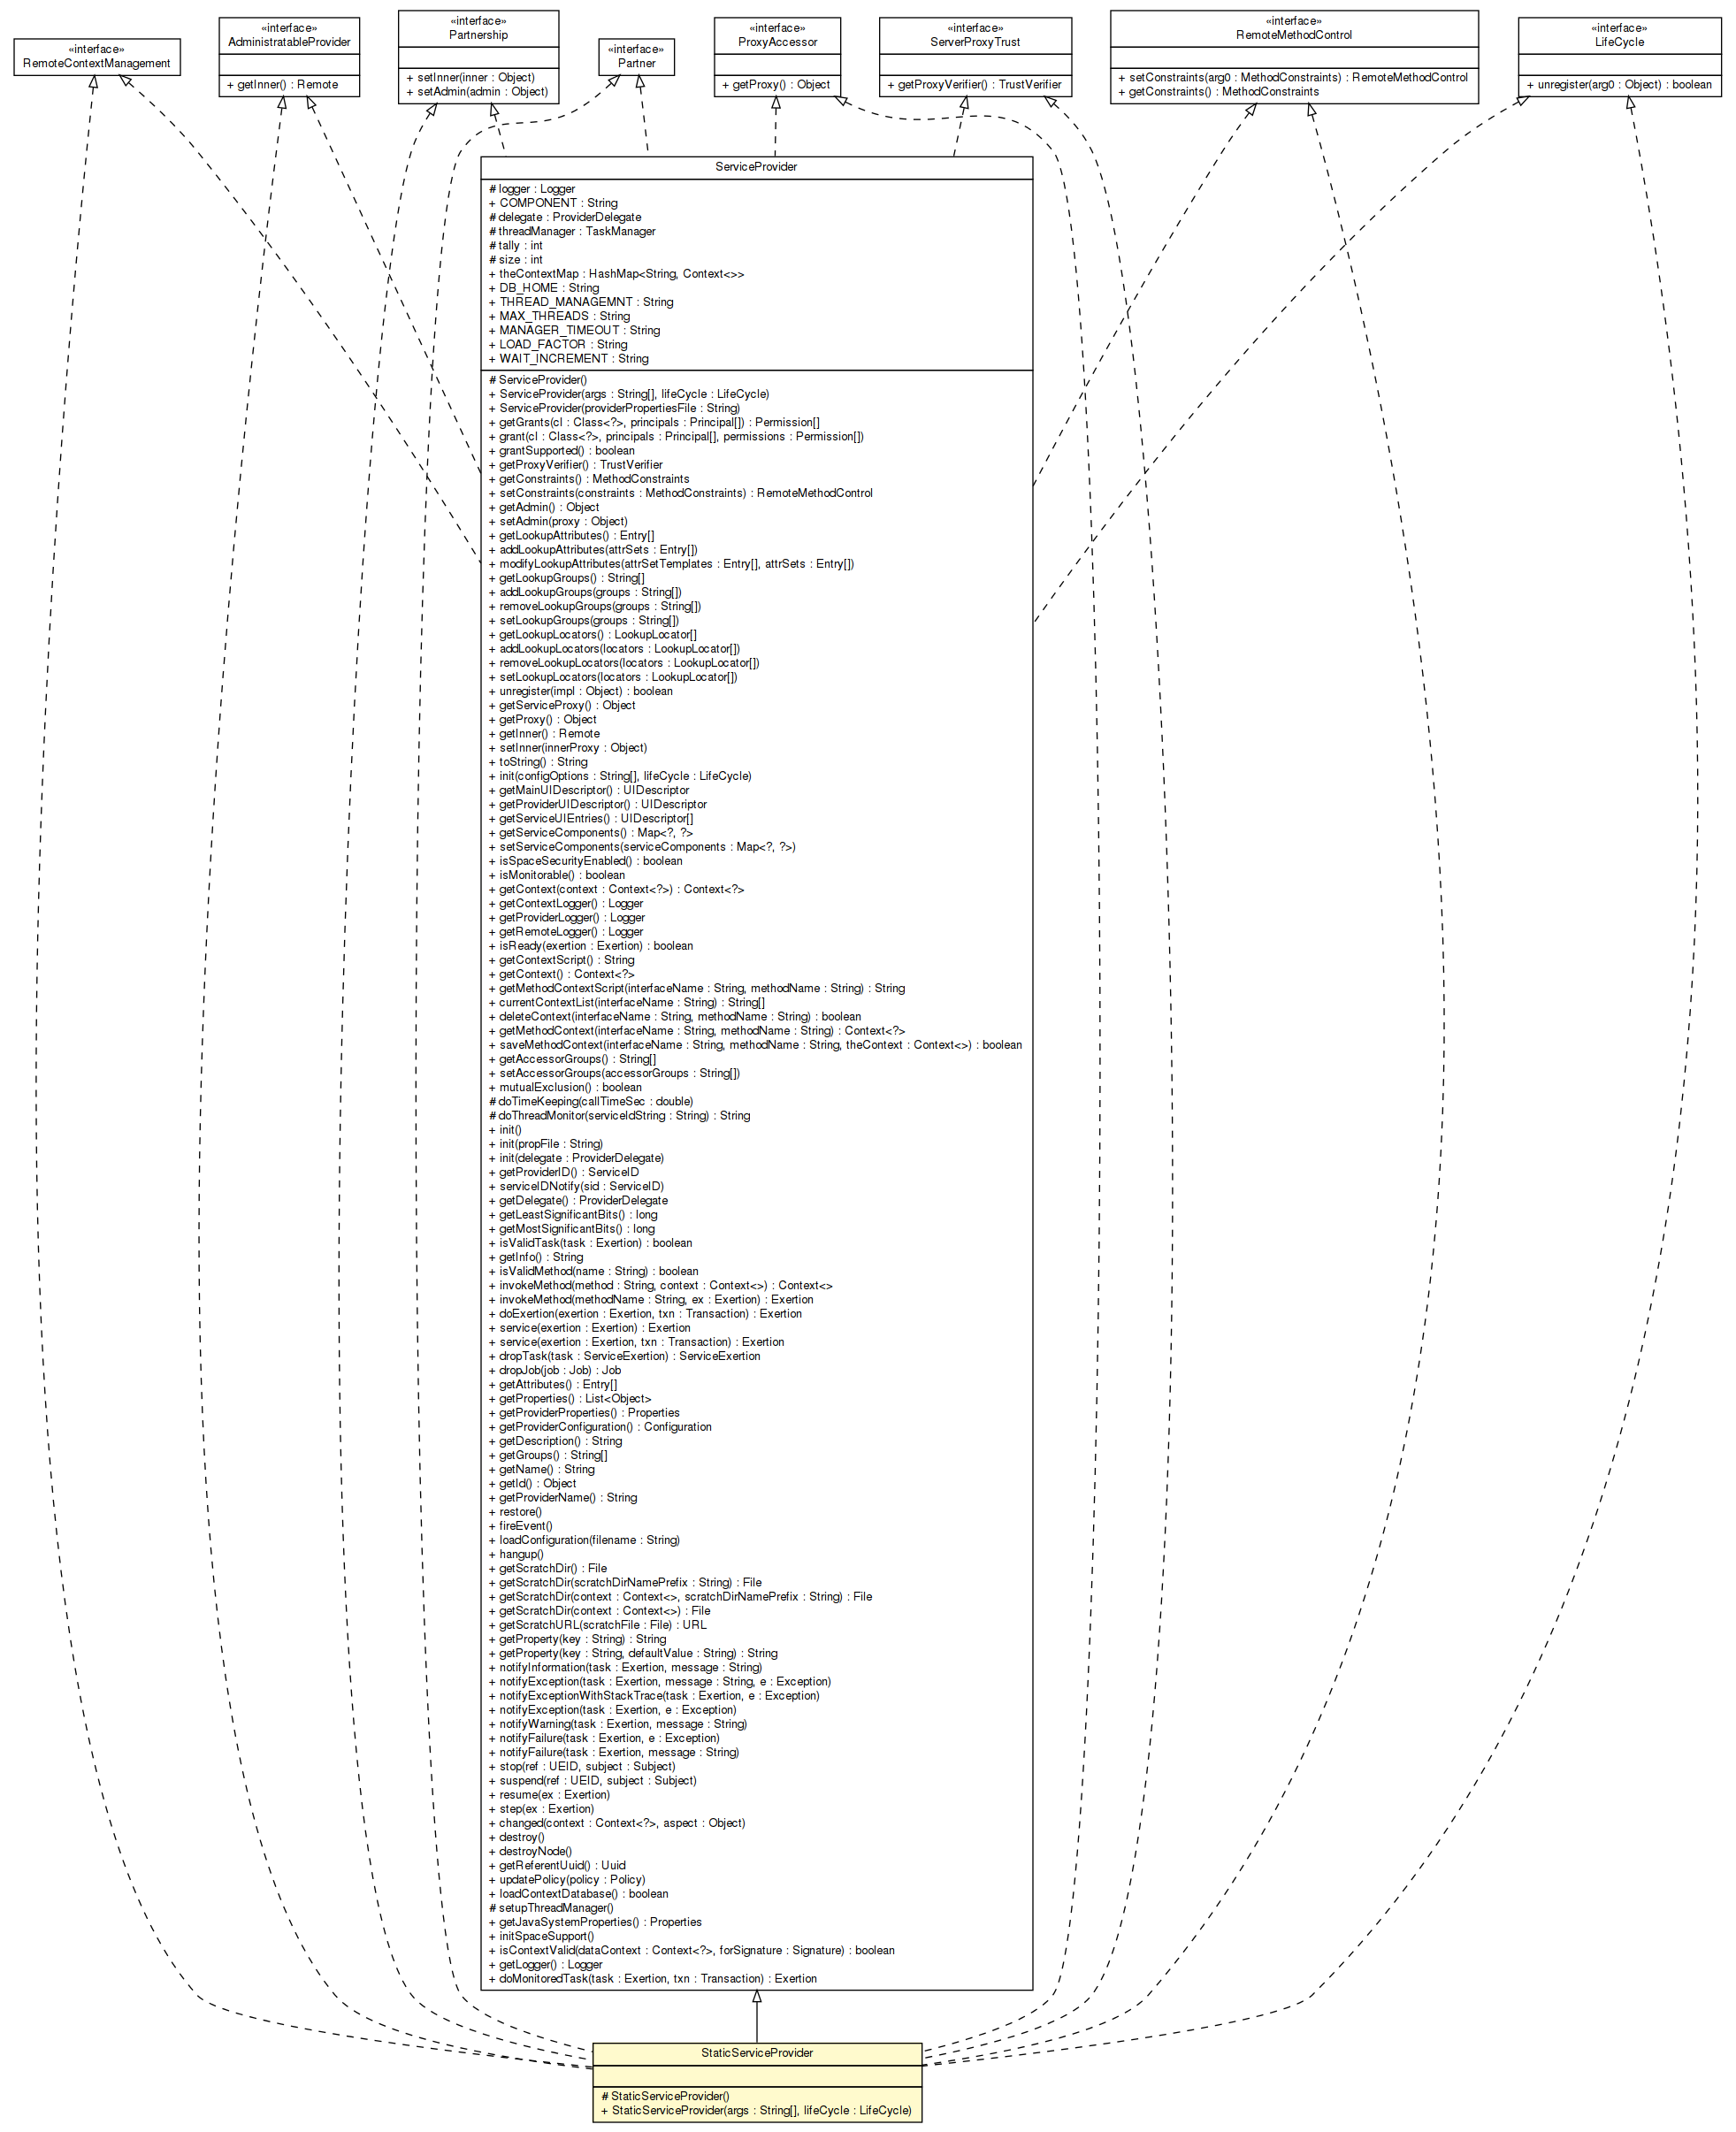 «interface»
RemoteContextManagement
«interface»
AdministratableProvider
+ getInner() : Remote
«interface»
Partnership
+ setInner(inner : Object)
+ setAdmin(admin : Object)
«interface»
Partner
«interface»
ProxyAccessor
+ getProxy() : Object
«interface»
ServerProxyTrust
+ getProxyVerifier() : TrustVerifier
«interface»
RemoteMethodControl
+ setConstraints(arg0 : MethodConstraints) : RemoteMethodControl
+ getConstraints() : MethodConstraints
«interface»
LifeCycle
+ unregister(arg0 : Object) : boolean
ServiceProvider
# logger : Logger
+ COMPONENT : String
# delegate : ProviderDelegate
# threadManager : TaskManager
# tally : int
# size : int
+ theContextMap : HashMap<String, Context<>>
+ DB_HOME : String
+ THREAD_MANAGEMNT : String
+ MAX_THREADS : String
+ MANAGER_TIMEOUT : String
+ LOAD_FACTOR : String
+ WAIT_INCREMENT : String
# ServiceProvider()
+ ServiceProvider(args : String[], lifeCycle : LifeCycle)
+ ServiceProvider(providerPropertiesFile : String)
+ getGrants(cl : Class<?>, principals : Principal[]) : Permission[]
+ grant(cl : Class<?>, principals : Principal[], permissions : Permission[])
+ grantSupported() : boolean
+ getProxyVerifier() : TrustVerifier
+ getConstraints() : MethodConstraints
+ setConstraints(constraints : MethodConstraints) : RemoteMethodControl
+ getAdmin() : Object
+ setAdmin(proxy : Object)
+ getLookupAttributes() : Entry[]
+ addLookupAttributes(attrSets : Entry[])
+ modifyLookupAttributes(attrSetTemplates : Entry[], attrSets : Entry[])
+ getLookupGroups() : String[]
+ addLookupGroups(groups : String[])
+ removeLookupGroups(groups : String[])
+ setLookupGroups(groups : String[])
+ getLookupLocators() : LookupLocator[]
+ addLookupLocators(locators : LookupLocator[])
+ removeLookupLocators(locators : LookupLocator[])
+ setLookupLocators(locators : LookupLocator[])
+ unregister(impl : Object) : boolean
+ getServiceProxy() : Object
+ getProxy() : Object
+ getInner() : Remote
+ setInner(innerProxy : Object)
+ toString() : String
+ init(configOptions : String[], lifeCycle : LifeCycle)
+ getMainUIDescriptor() : UIDescriptor
+ getProviderUIDescriptor() : UIDescriptor
+ getServiceUIEntries() : UIDescriptor[]
+ getServiceComponents() : Map<?, ?>
+ setServiceComponents(serviceComponents : Map<?, ?>)
+ isSpaceSecurityEnabled() : boolean
+ isMonitorable() : boolean
+ getContext(context : Context<?>) : Context<?>
+ getContextLogger() : Logger
+ getProviderLogger() : Logger
+ getRemoteLogger() : Logger
+ isReady(exertion : Exertion) : boolean
+ getContextScript() : String
+ getContext() : Context<?>
+ getMethodContextScript(interfaceName : String, methodName : String) : String
+ currentContextList(interfaceName : String) : String[]
+ deleteContext(interfaceName : String, methodName : String) : boolean
+ getMethodContext(interfaceName : String, methodName : String) : Context<?>
+ saveMethodContext(interfaceName : String, methodName : String, theContext : Context<>) : boolean
+ getAccessorGroups() : String[]
+ setAccessorGroups(accessorGroups : String[])
+ mutualExclusion() : boolean
# doTimeKeeping(callTimeSec : double)
# doThreadMonitor(serviceIdString : String) : String
+ init()
+ init(propFile : String)
+ init(delegate : ProviderDelegate)
+ getProviderID() : ServiceID
+ serviceIDNotify(sid : ServiceID)
+ getDelegate() : ProviderDelegate
+ getLeastSignificantBits() : long
+ getMostSignificantBits() : long
+ isValidTask(task : Exertion) : boolean
+ getInfo() : String
+ isValidMethod(name : String) : boolean
+ invokeMethod(method : String, context : Context<>) : Context<>
+ invokeMethod(methodName : String, ex : Exertion) : Exertion
+ doExertion(exertion : Exertion, txn : Transaction) : Exertion
+ service(exertion : Exertion) : Exertion
+ service(exertion : Exertion, txn : Transaction) : Exertion
+ dropTask(task : ServiceExertion) : ServiceExertion
+ dropJob(job : Job) : Job
+ getAttributes() : Entry[]
+ getProperties() : List<Object>
+ getProviderProperties() : Properties
+ getProviderConfiguration() : Configuration
+ getDescription() : String
+ getGroups() : String[]
+ getName() : String
+ getId() : Object
+ getProviderName() : String
+ restore()
+ fireEvent()
+ loadConfiguration(filename : String)
+ hangup()
+ getScratchDir() : File
+ getScratchDir(scratchDirNamePrefix : String) : File
+ getScratchDir(context : Context<>, scratchDirNamePrefix : String) : File
+ getScratchDir(context : Context<>) : File
+ getScratchURL(scratchFile : File) : URL
+ getProperty(key : String) : String
+ getProperty(key : String, defaultValue : String) : String
+ notifyInformation(task : Exertion, message : String)
+ notifyException(task : Exertion, message : String, e : Exception)
+ notifyExceptionWithStackTrace(task : Exertion, e : Exception)
+ notifyException(task : Exertion, e : Exception)
+ notifyWarning(task : Exertion, message : String)
+ notifyFailure(task : Exertion, e : Exception)
+ notifyFailure(task : Exertion, message : String)
+ stop(ref : UEID, subject : Subject)
+ suspend(ref : UEID, subject : Subject)
+ resume(ex : Exertion)
+ step(ex : Exertion)
+ changed(context : Context<?>, aspect : Object)
+ destroy()
+ destroyNode()
+ getReferentUuid() : Uuid
+ updatePolicy(policy : Policy)
+ loadContextDatabase() : boolean
# setupThreadManager()
+ getJavaSystemProperties() : Properties
+ initSpaceSupport()
+ isContextValid(dataContext : Context<?>, forSignature : Signature) : boolean
+ getLogger() : Logger
+ doMonitoredTask(task : Exertion, txn : Transaction) : Exertion
StaticServiceProvider
# StaticServiceProvider()
+ StaticServiceProvider(args : String[], lifeCycle : LifeCycle)